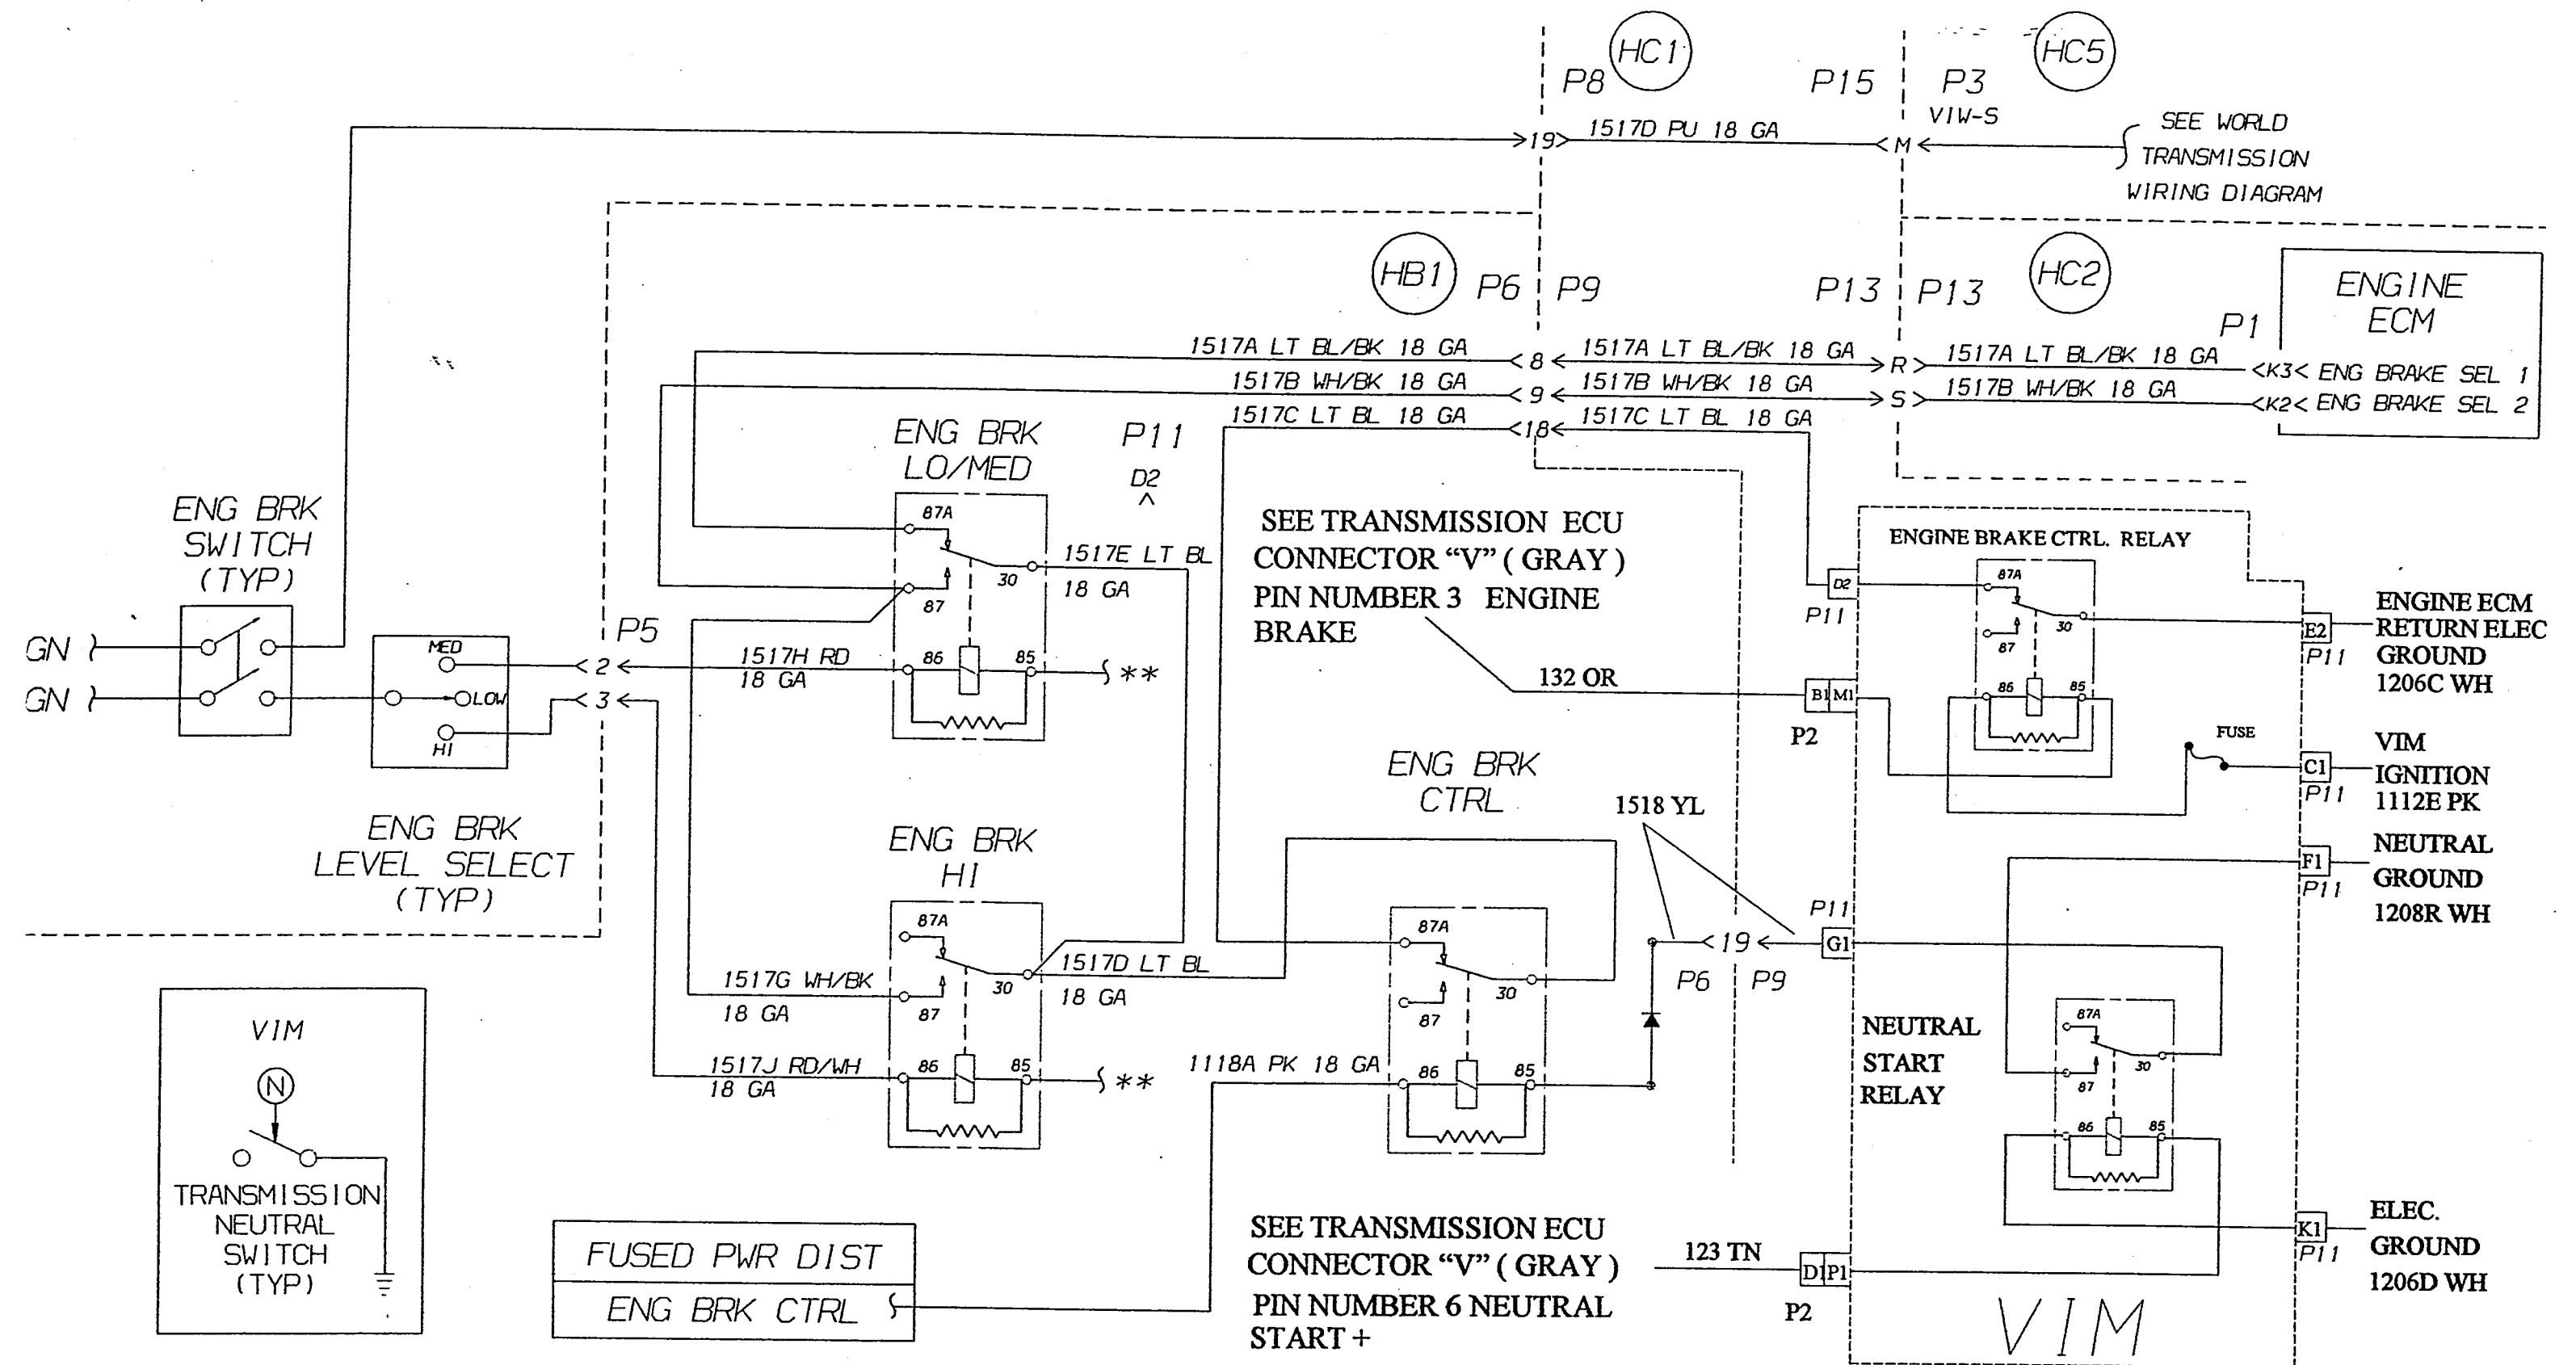 HC1
HC5
P8
P15
P3
VIW-S
19
1517D PU 18 GA
M
SEE WORLD
TRANSMISSION
WIRING DIAGRAM
HB1
P6
P9
P13
P13
HC2
P1
ENGINE
ECM
1517A LT BL/BK 18 GA
8
1517A LT BL/BK 18 GA
R
1517A LT BL/BK 18 GA
K3
ENG BRAKE SEL 1
1517B WH/BK 18 GA
9
1517B WH/BK 18 GA
S
1517B WH/BK 18 GA
K2
ENG BRAKE SEL 2
1517C LT BL 18 GA
18
1517C LT BL 18 GA
ENG BRK
LO/MED
P11
D2
87A
30
87
86
85
1517E LT BL
18 GA
**
ENG BRK
SWITCH
(TYP)
GN
GN
MED
LOW
HI
ENG BRK
LEVEL SELECT
(TYP)
P5
2
3
1517H RD
18 GA
SEE TRANSMISSION ECU
CONNECTOR “V” ( GRAY )
PIN NUMBER 3 ENGINE
BRAKE
132 OR
B1 M1
P2
ENGINE BRAKE CTRL. RELAY
D2
P11
87A
30
87
86
85
FUSE
E2
P11
ENGINE ECM
RETURN ELEC
GROUND
1206C WH
C1
P11
VIM
IGNITION
1112E PK
F1
P11
NEUTRAL
GROUND
1208R WH
ENG BRK
HI
87A
30
87
86
85
1517G WH/BK
18 GA
1517J RD/WH
18 GA
1517D LT BL
18 GA
**
ENG BRK
CTRL
87A
30
87
86
85
1118A PK 18 GA
1518 YL
19
P6
P9
P11
G1
NEUTRAL
START
RELAY
87A
30
87
86
85
K1
P11
ELEC.
GROUND
1206D WH
VIM
N
TRANSMISSION
NEUTRAL
SWITCH
(TYP)
FUSED PWR DIST
ENG BRK CTRL
SEE TRANSMISSION ECU
CONNECTOR “V” ( GRAY )
PIN NUMBER 6 NEUTRAL
START +
123 TN
D1 P1
P2
VIM